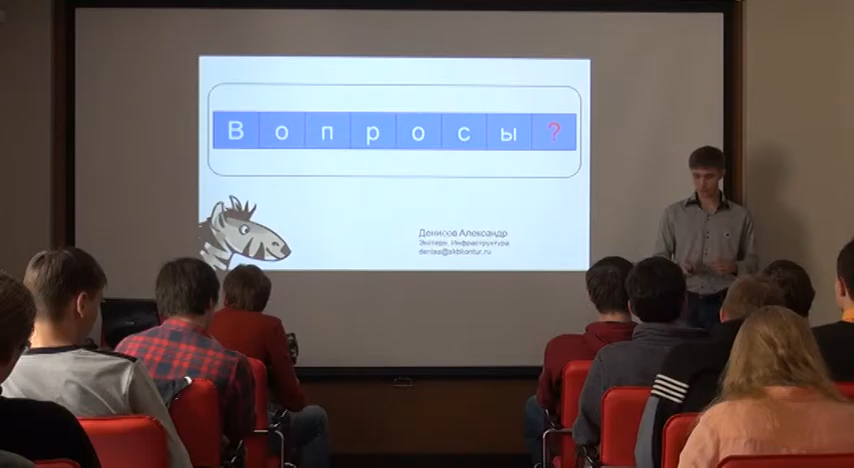 Вопросы?
Денисов Александр
Экстерн. Инфраструктура
denisa@skbkontur.ru